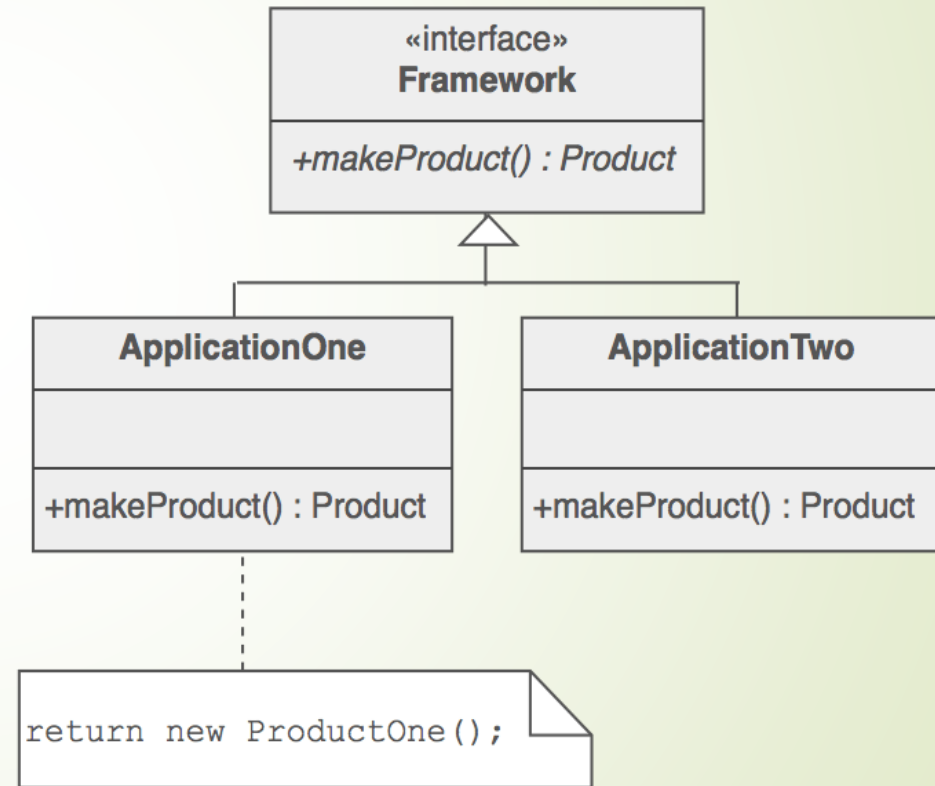 «interface»
Framework
+makeProduct() : Product
ApplicationOne
+makeProduct() : Product
ApplicationTwo
+makeProduct() : Product
return new ProductOne();